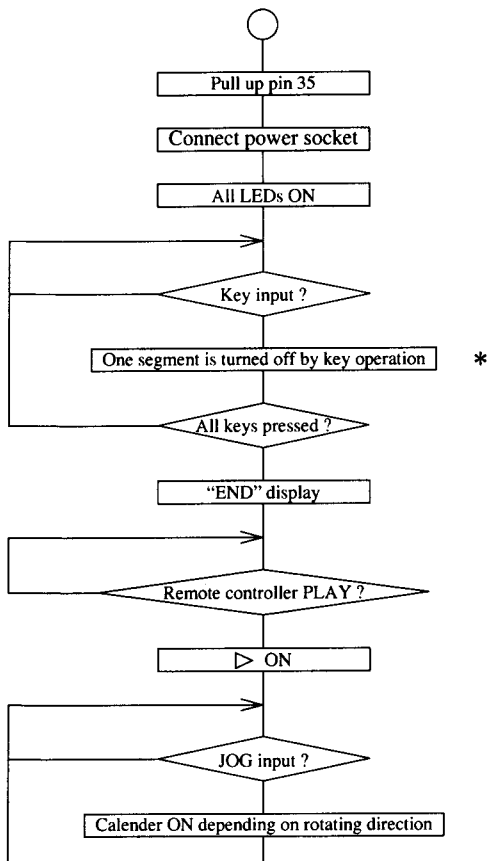 Pull up pin 35
Connect power socket
All LEDs ON
Key input ?
One segment is turned off by key operation *
All keys pressed ?
“END” display
Remote controller PLAY ?
▷ ON
JOG input ?
Calender ON depending on rotating direction